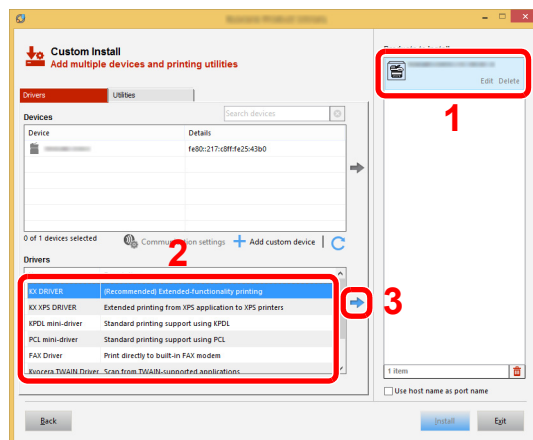 Custom Install
Add multiple devices and printing utilities
1
Edit Delete
Drivers Utilities
Devices Search devices
Device Details
fe80::217:c8ff:fe25:43b0
0 of 1 devices selected Communication settings Add custom device
2
Drivers
KX DRIVER (Recommended) Extended-functionality printing
KX XPS DRIVER Extended printing from XPS application to XPS printers
3
KPDL mini-driver Standard printing support using KPDL
PCL mini-driver Standard printing support using PCL
FAX Driver Print directly to built-in FAX modem
Kyocera TWAIN Driver Scan from TWAIN-supported applications
1 item
Use host name as port name
Back Install Exit